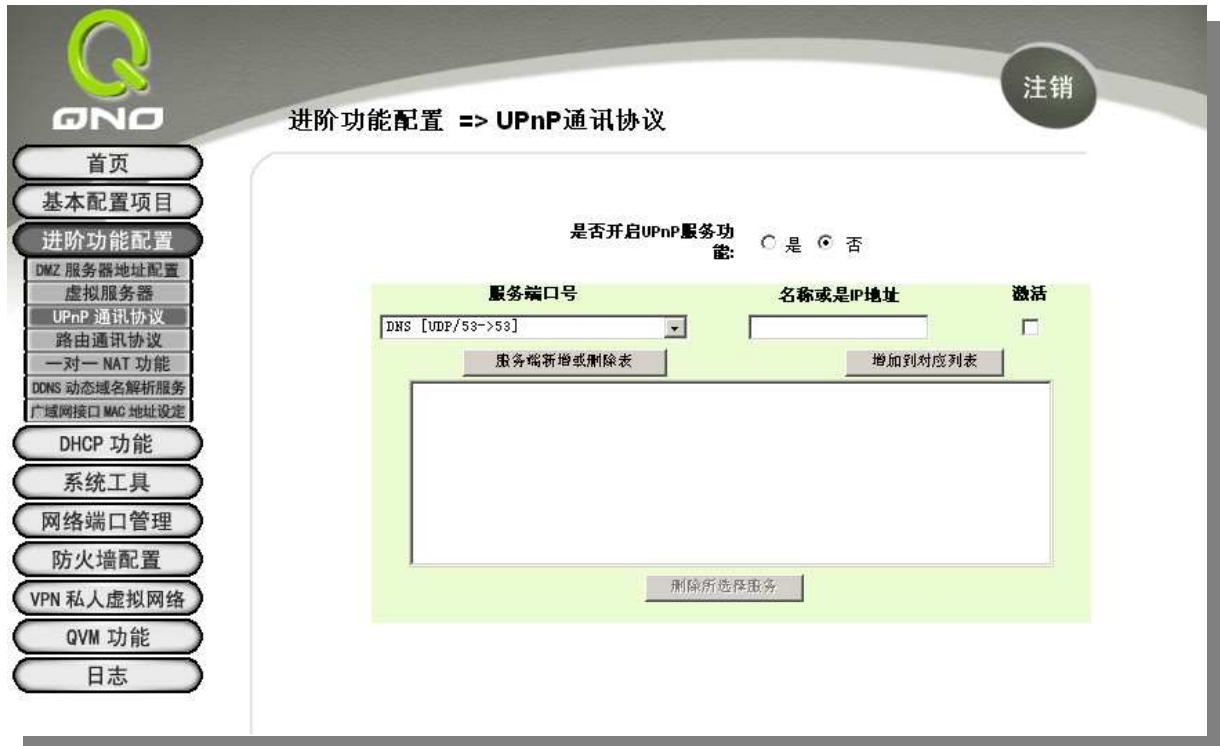 QNO
注销
进阶功能配置 => UPnP通讯协议
首页
基本配置项目
进阶功能配置
DMZ 服务器地址配置
虚拟服务器
UPnP 通讯协议
路由通讯协议
一对一 NAT 功能
DDNS 动态域名解析服务
广域网接口 MAC 地址设定
DHCP 功能
系统工具
网络端口管理
防火墙配置
VPN 私人虚拟网络
QVM 功能
日志
是否开启UPnP服务功
能:
是 否
服务端口号 名称或是IP地址 激活
DNS [UDP/53->53]
服务端新增或删除表 增加到对应列表
删除所选择服务